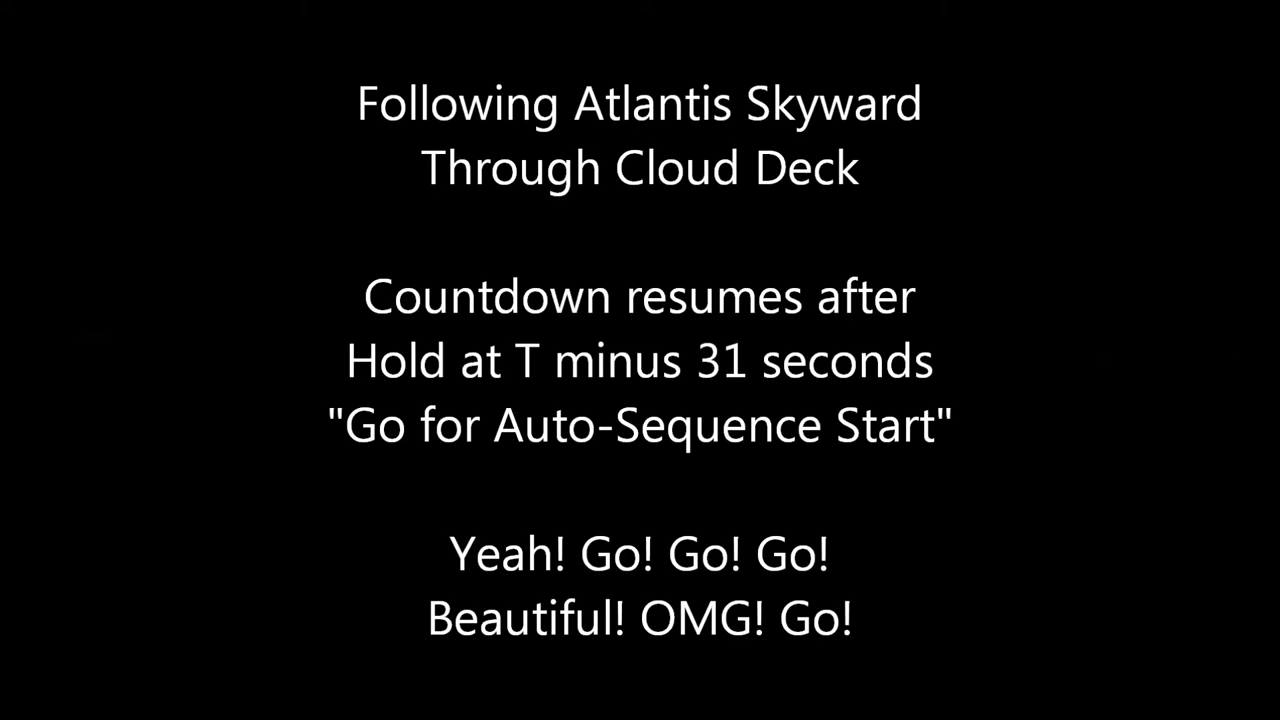 Following Atlantis Skyward
Through Cloud Deck
Countdown resumes after
Hold at T minus 31 seconds
"Go for Auto-Sequence Start"
Yeah! Go! Go! Go!
Beautiful! OMG! Go!